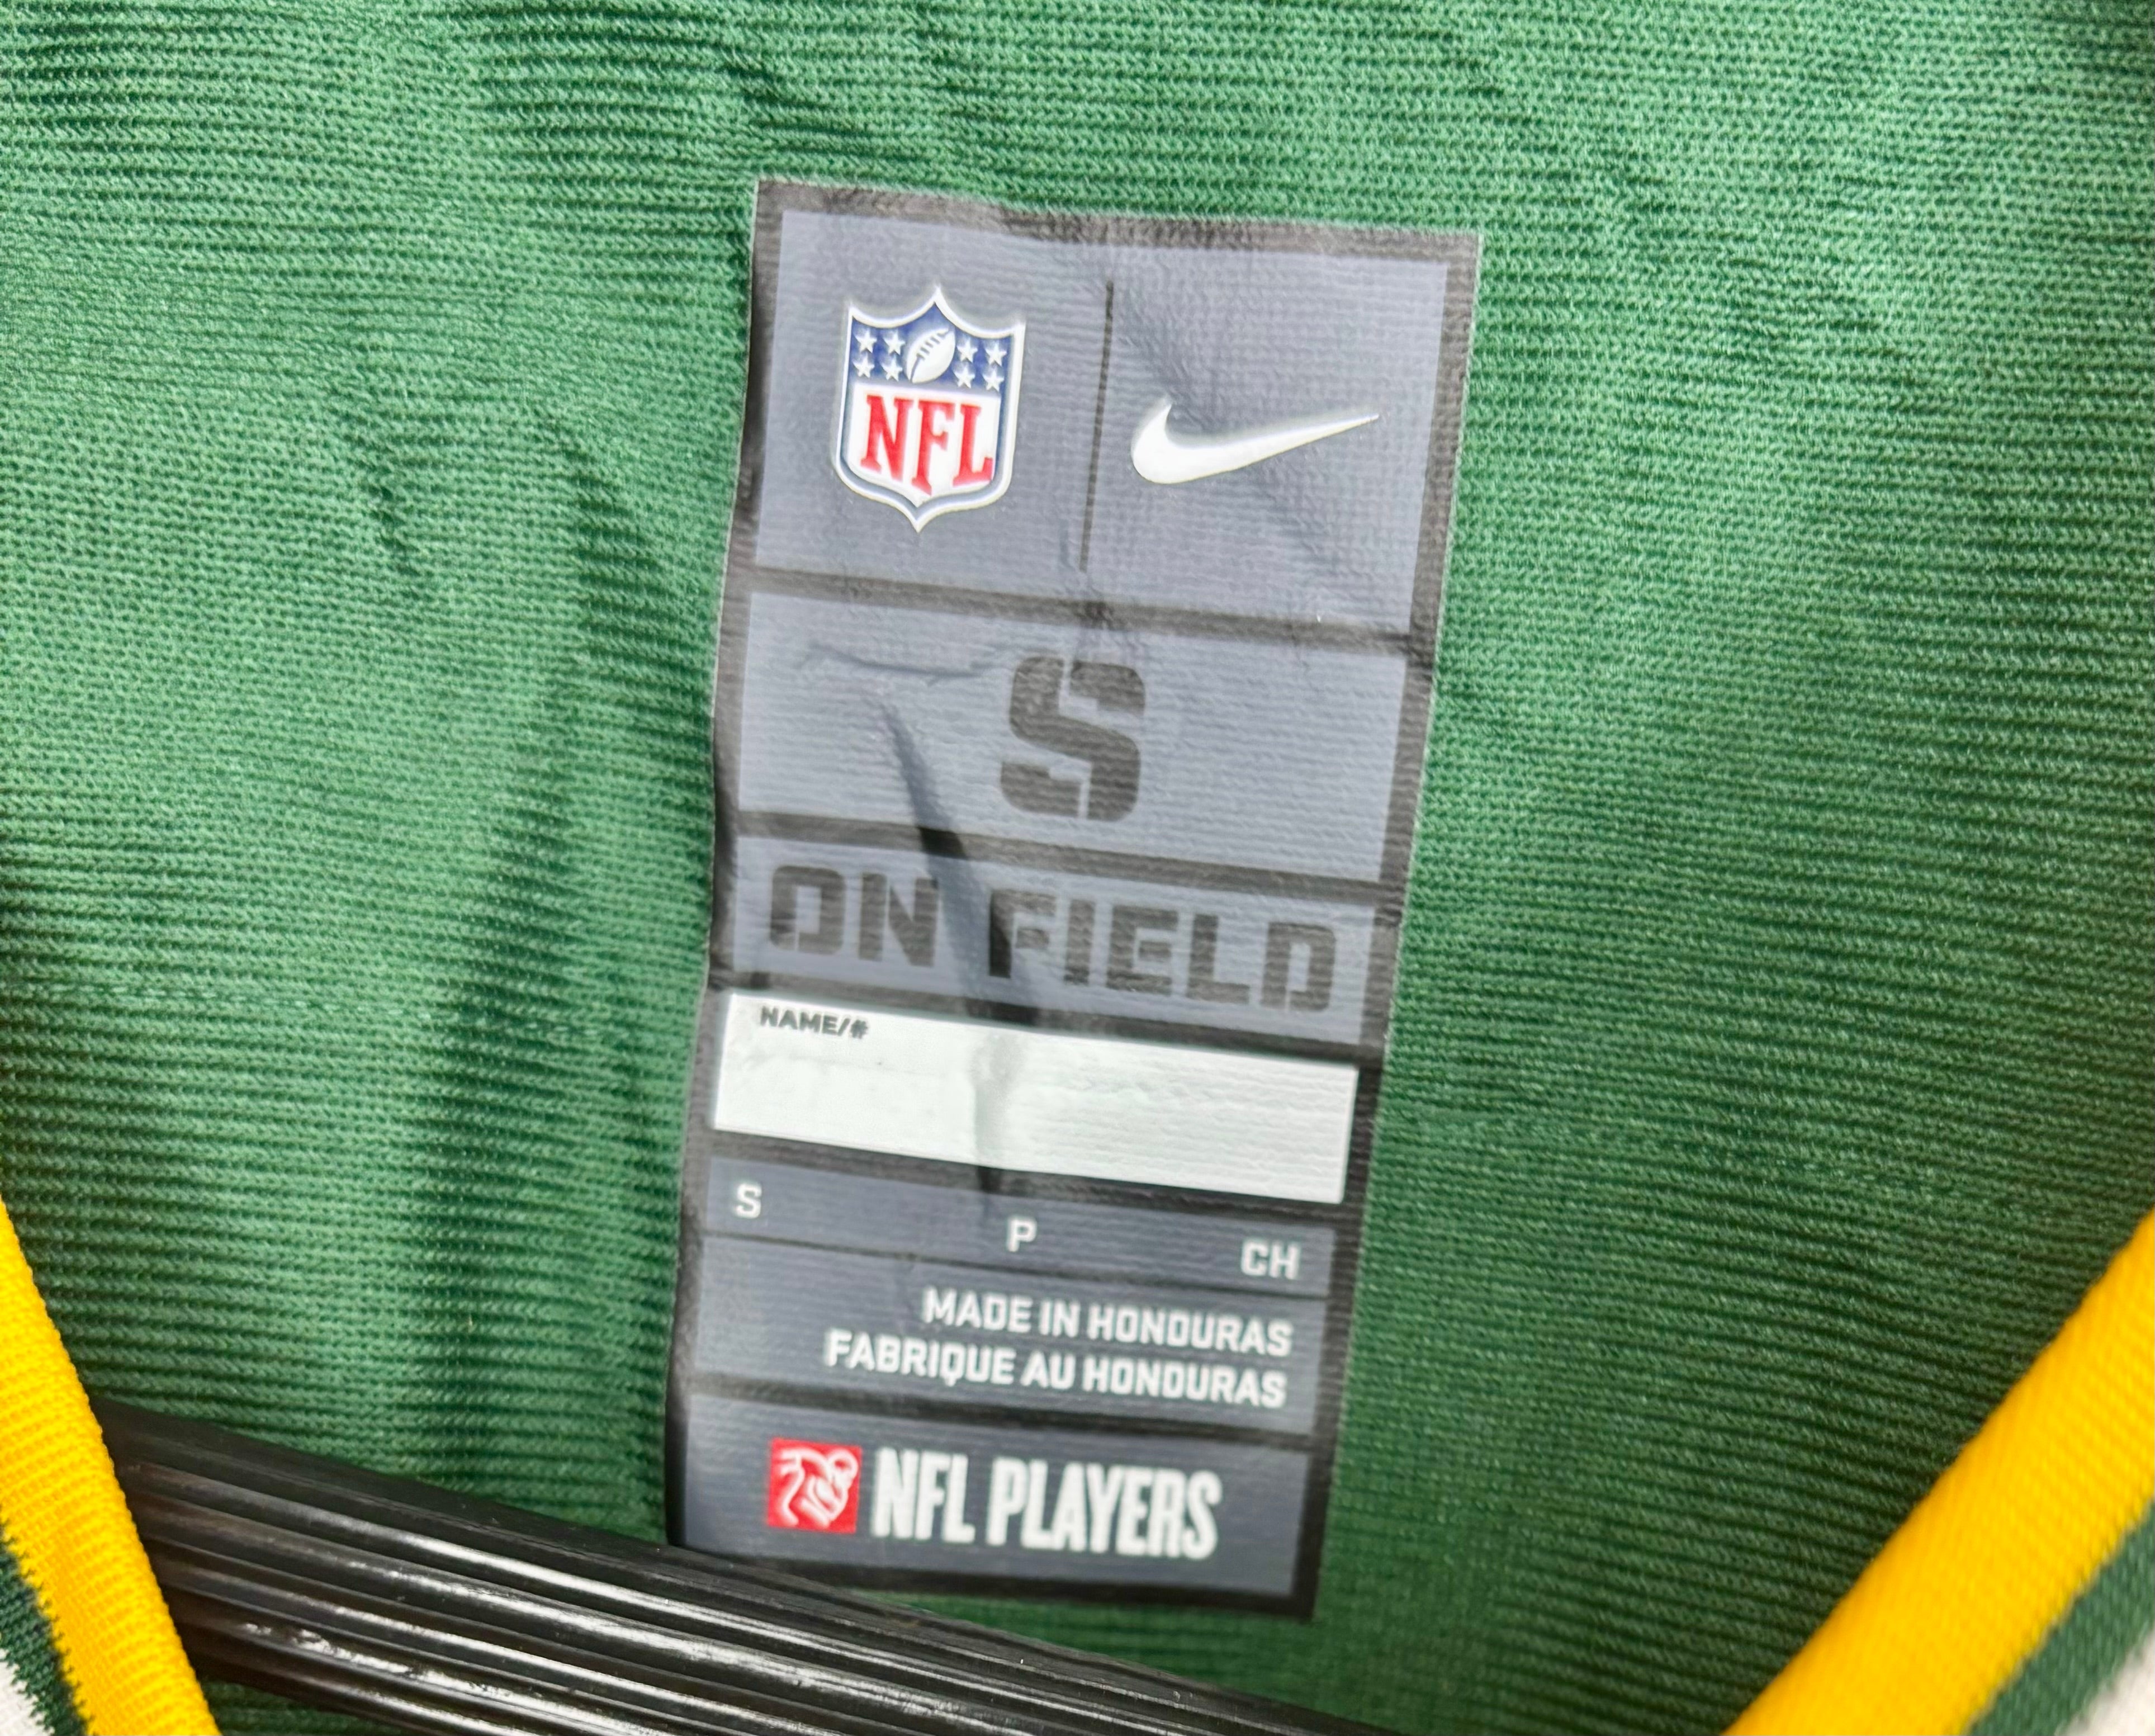 NFL
S
ON FIELD
NAME/#
S P CH
MADE IN HONDURAS
FABRIQUE AU HONDURAS
NFL PLAYERS